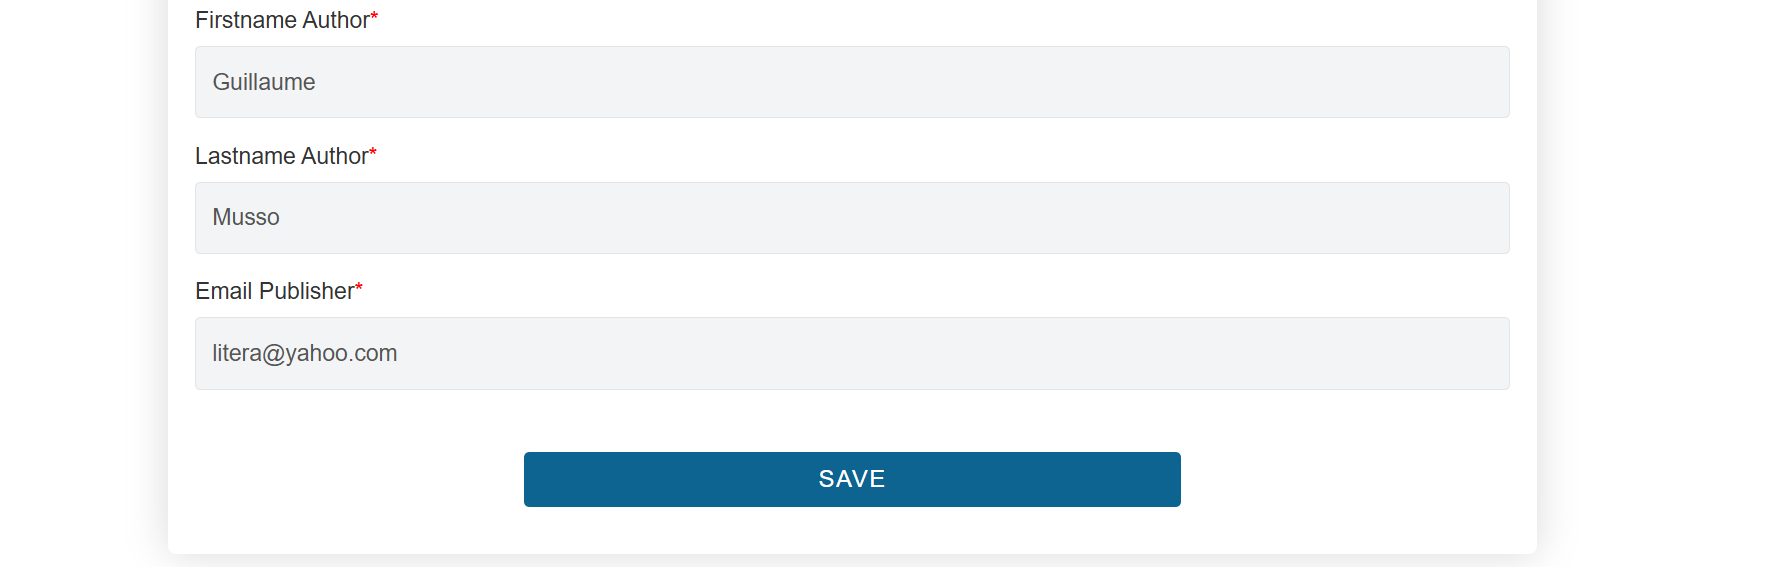 Firstname Author*
Guillaume
Lastname Author*
Musso
Email Publisher*
litera@yahoo.com
SAVE